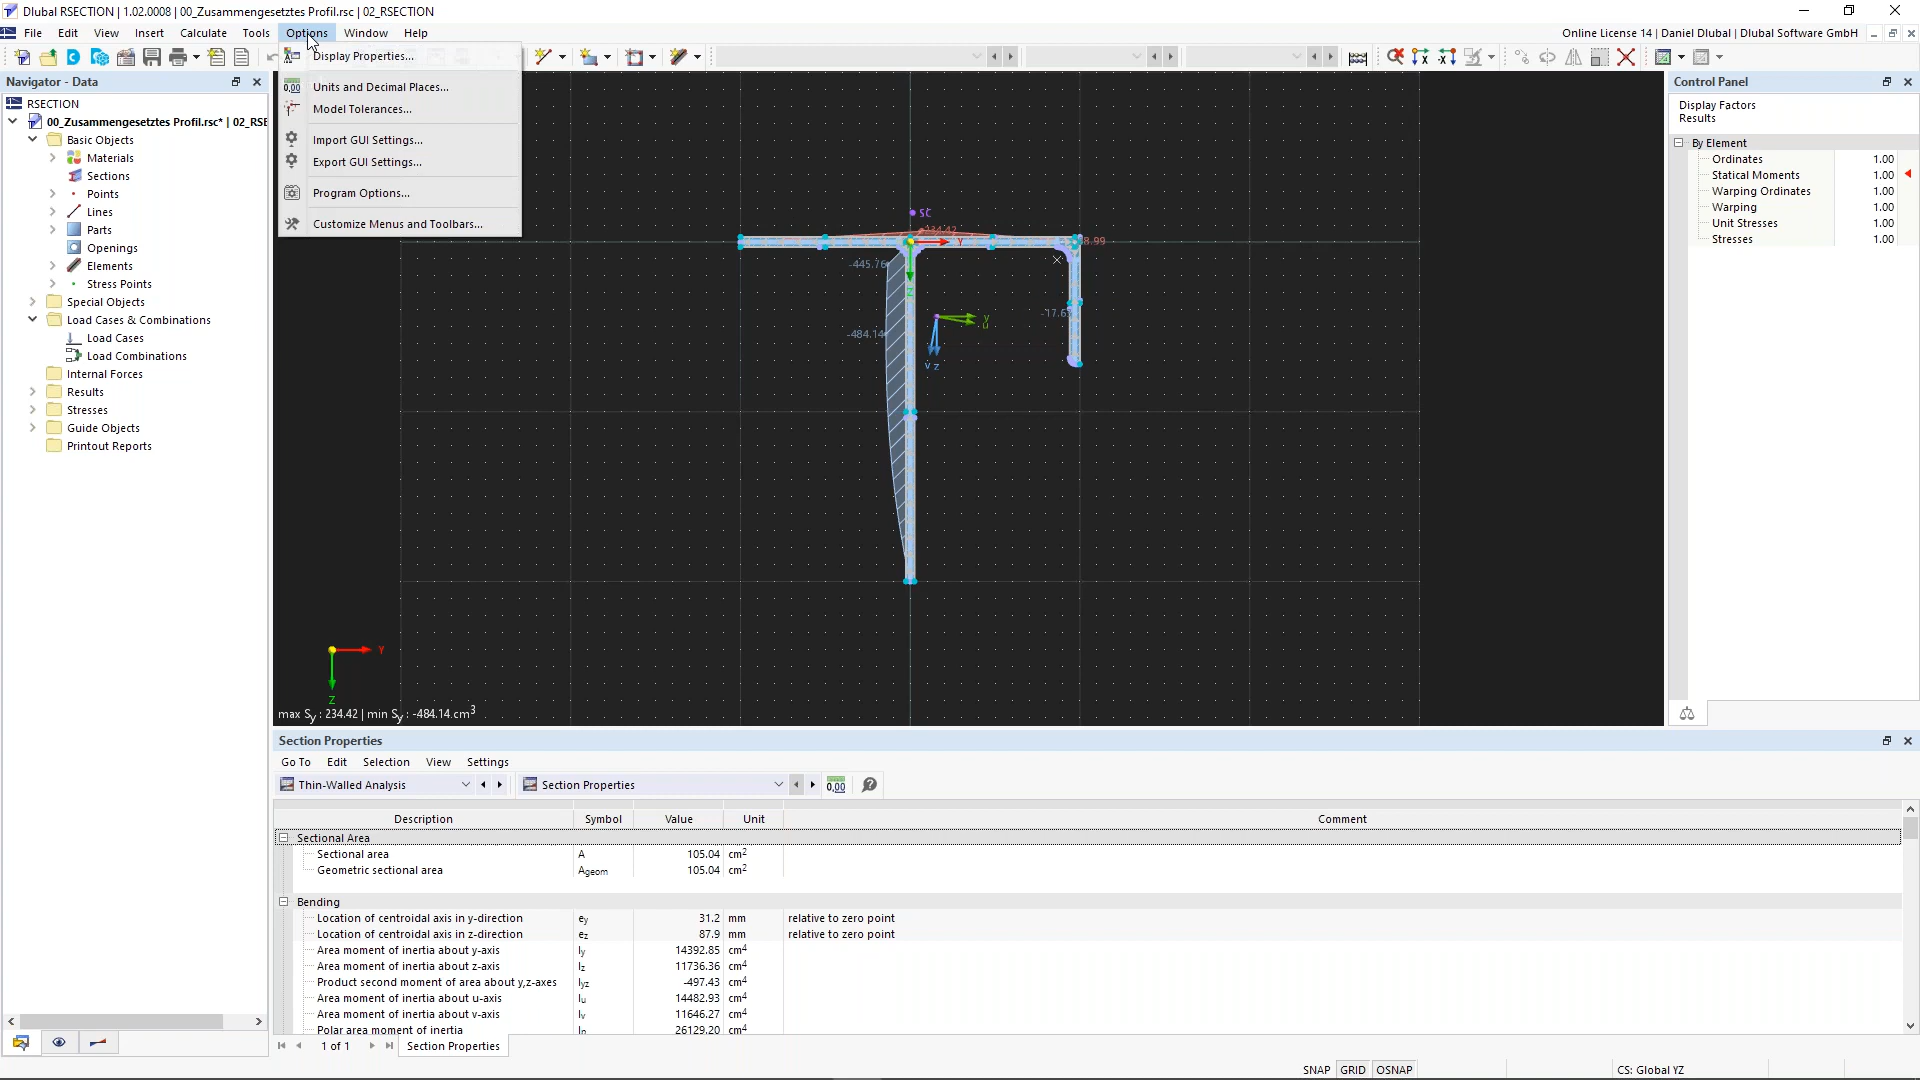 Dlubal RSECTION | 1.02.0008 | 00_Zusammengesetztes Profil.rsc | 02_RSECTION
File Edit View Insert Calculate Tools Options Window Help
Online License 14 | Daniel Dlubal | Dlubal Software GmbH
Display Properties...
Units and Decimal Places...
Model Tolerances...
Import GUI Settings...
Export GUI Settings...
Program Options...
Customize Menus and Toolbars...
Navigator - Data
RSECTION
00_Zusammengesetztes Profil.rsc* | 02_RSE
Basic Objects
Materials
Sections
Points
Lines
Parts
Openings
Elements
Stress Points
Special Objects
Load Cases & Combinations
Load Cases
Load Combinations
Internal Forces
Results
Stresses
Guide Objects
Printout Reports
234.42
Y
8.99
-445.76
Z
-17.6
y
u
-484.14
v z
Y
Z
max Sy : 234.42 | min Sy : -484.14 cm3
Control Panel
Display Factors
Results
By Element
Ordinates 1.00
Statical Moments 1.00
Warping Ordinates 1.00
Warping 1.00
Unit Stresses 1.00
Stresses 1.00
Section Properties
Go To Edit Selection View Settings
Thin-Walled Analysis Section Properties 0,00
Description Symbol Value Unit Comment
Sectional Area
Sectional area A 105.04 cm2
Geometric sectional area Ageom 105.04 cm2
Bending
Location of centroidal axis in y-direction ey 31.2 mm relative to zero point
Location of centroidal axis in z-direction ez 87.9 mm relative to zero point
Area moment of inertia about y-axis Iy 14392.85 cm4
Area moment of inertia about z-axis Iz 11736.36 cm4
Product second moment of area about y,z-axes Iyz -497.43 cm4
Area moment of inertia about u-axis Iu 14482.93 cm4
Area moment of inertia about v-axis Iv 11646.27 cm4
Polar area moment of inertia Ip 26129.20 cm4
1 of 1 Section Properties
SNAP GRID OSNAP CS: Global YZ